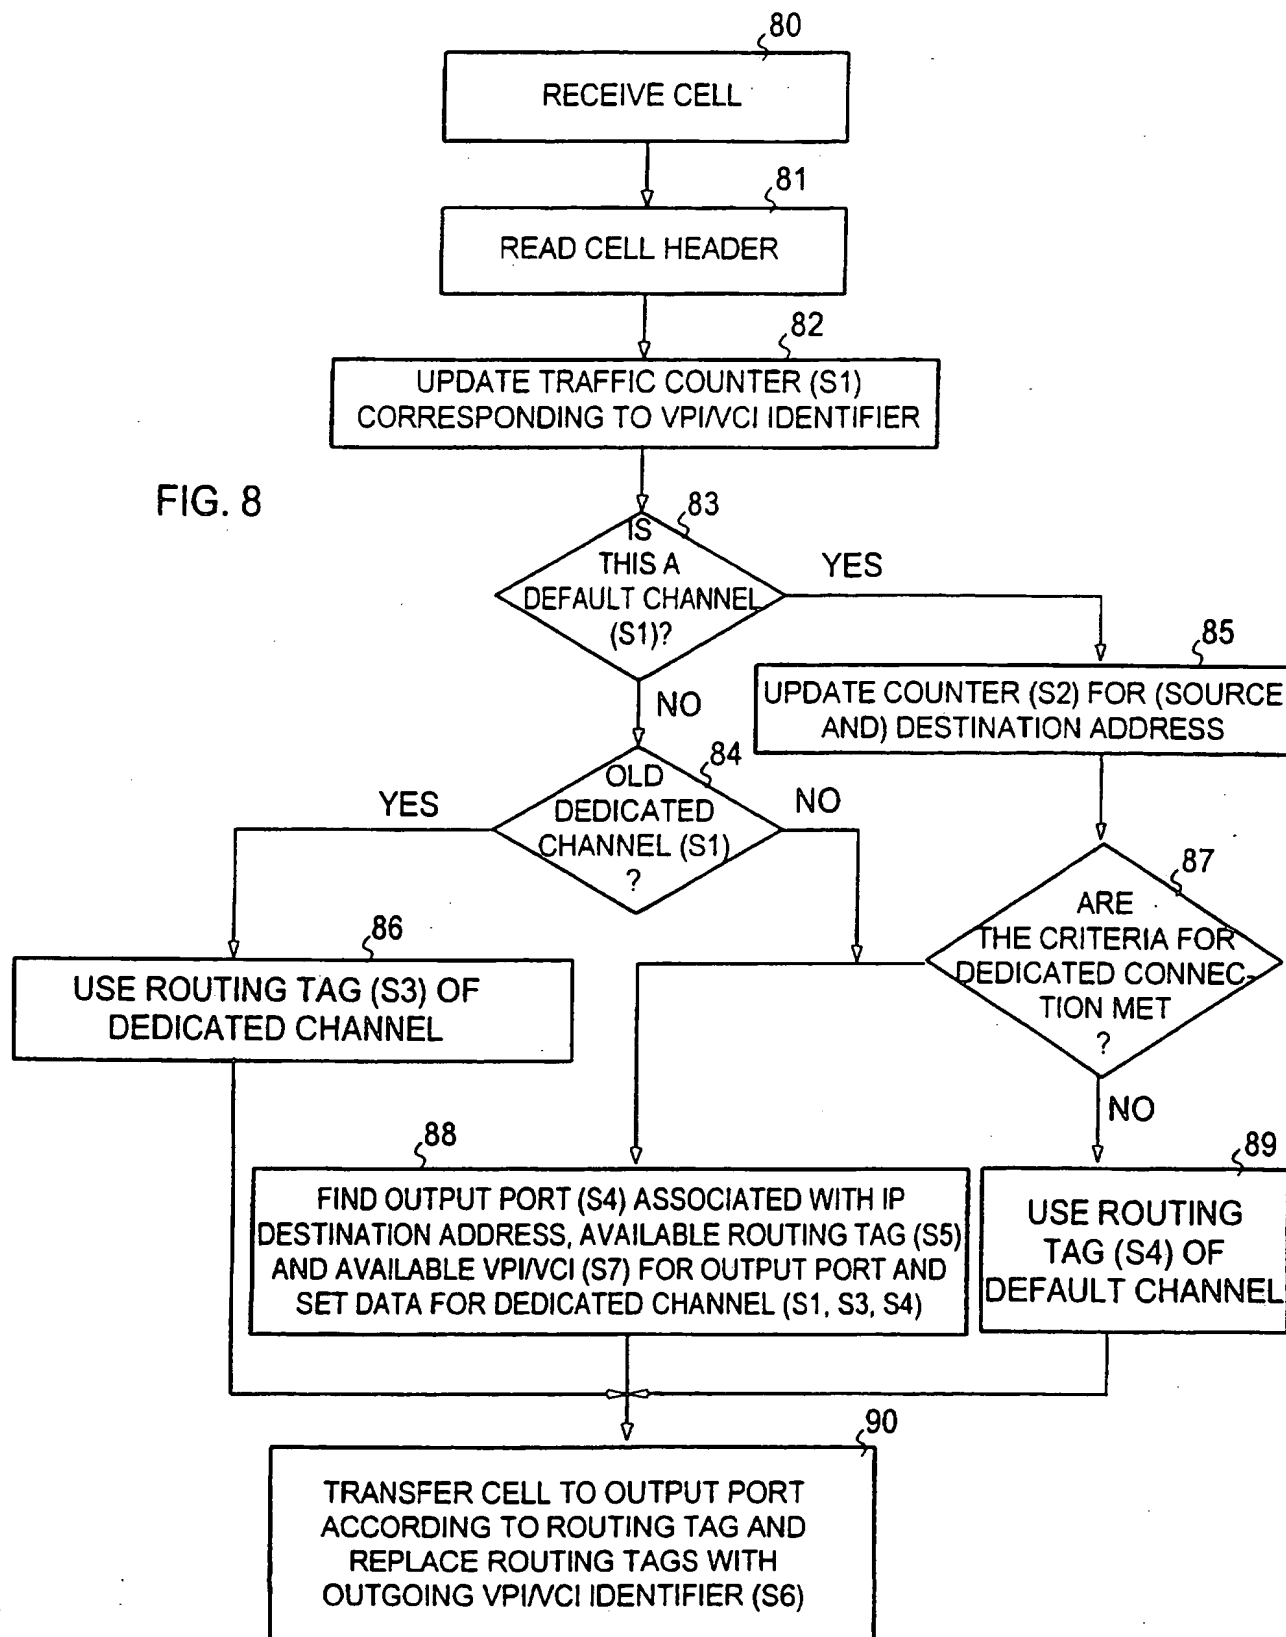 80
RECEIVE CELL
81
READ CELL HEADER
82
UPDATE TRAFFIC COUNTER (S1)
CORRESPONDING TO VPI/VCI IDENTIFIER
FIG. 8
83
IS
THIS A
DEFAULT CHANNEL
(S1)?
YES
NO
85
UPDATE COUNTER (S2) FOR (SOURCE
AND) DESTINATION ADDRESS
84
OLD
DEDICATED
CHANNEL (S1)
?
YES
NO
87
ARE
THE CRITERIA FOR
DEDICATED CONNEC-
TION MET
?
NO
86
USE ROUTING TAG (S3) OF
DEDICATED CHANNEL
88
FIND OUTPUT PORT (S4) ASSOCIATED WITH IP
DESTINATION ADDRESS, AVAILABLE ROUTING TAG (S5)
AND AVAILABLE VPI/VCI (S7) FOR OUTPUT PORT AND
SET DATA FOR DEDICATED CHANNEL (S1, S3, S4)
89
USE ROUTING
TAG (S4) OF
DEFAULT CHANNEL
90
TRANSFER CELL TO OUTPUT PORT
ACCORDING TO ROUTING TAG AND
REPLACE ROUTING TAGS WITH
OUTGOING VPI/VCI IDENTIFIER (S6)